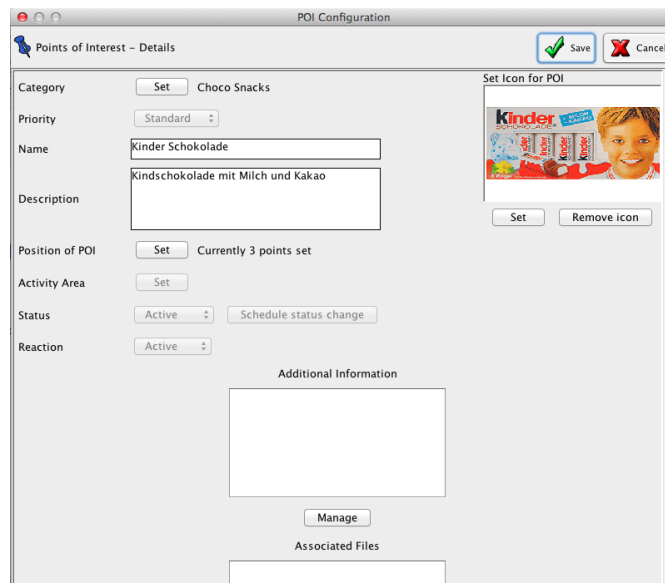 POI Configuration
Points of Interest – Details
Save
Cancel
Set Icon for POI
Category
Set
Choco Snacks
Priority
Standard
Name
Kinder Schokolade
Description
Kindschokolade mit Milch und Kakao
Kinder
SCHOKOLADE
Set
Remove icon
Position of POI
Set
Currently 3 points set
Activity Area
Set
Status
Active
Schedule status change
Reaction
Active
Additional Information
Manage
Associated Files